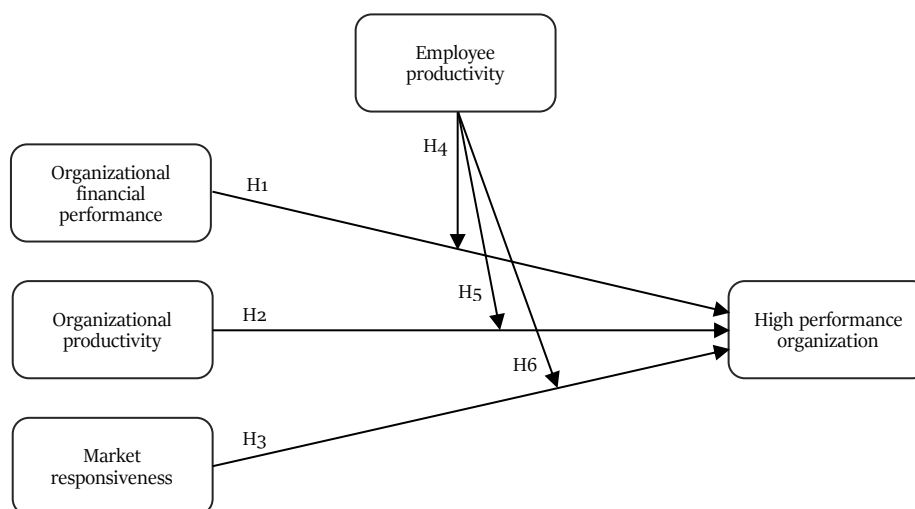 Employee
productivity
H4
Organizational
financial
performance
H1
H5
Organizational
productivity
H2
High performance
organization
H6
H3
Market
responsiveness